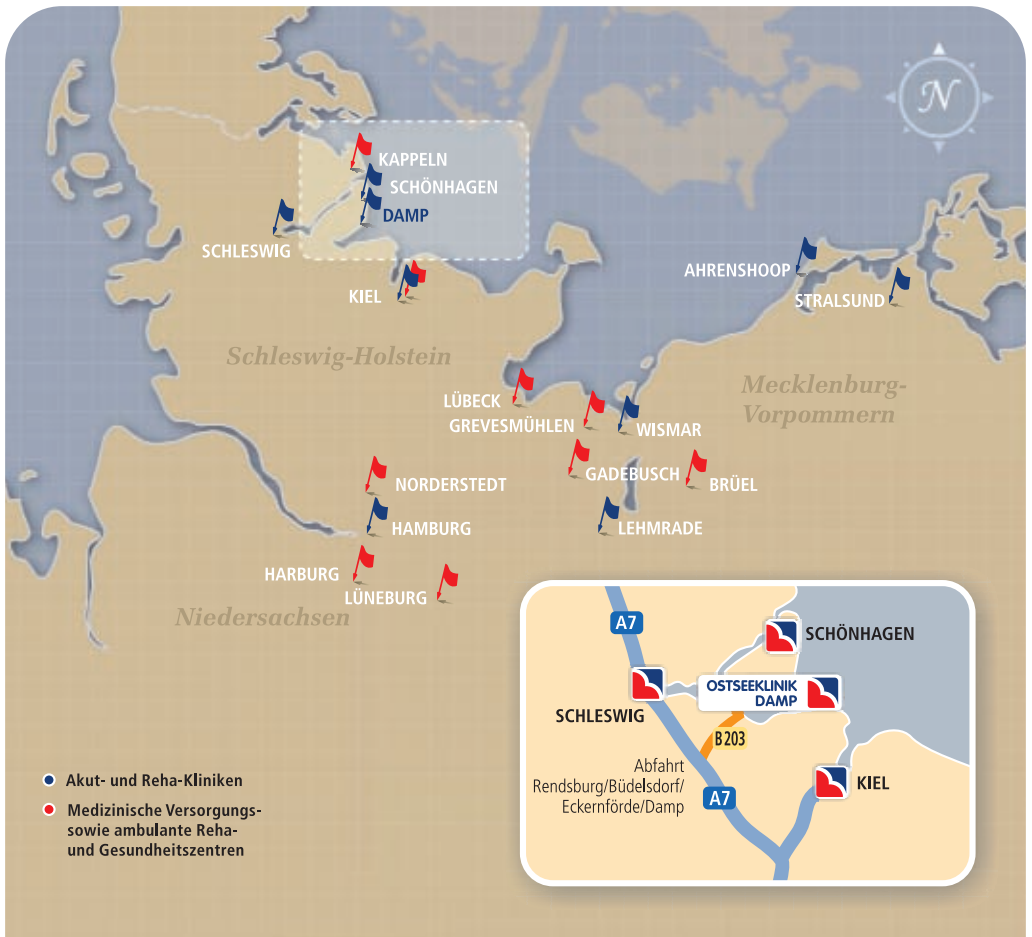 N
KAPPELN
SCHÖNHAGEN
DAMP
SCHLESWIG
KIEL
AHRENSHOOP
STRALSUND
Schleswig-Holstein
Mecklenburg-
Vorpommern
LÜBECK
GREVESMÜHLEN
WISMAR
GADEBUSCH
BRÜEL
NORDERSTEDT
HAMBURG
LEHMRADE
HARBURG
LÜNEBURG
Niedersachsen
A7
SCHÖNHAGEN
OSTSEEKLINIK
DAMP
SCHLESWIG
B 203
Abfahrt
Rendsburg/Büdelsdorf/
Eckernförde/Damp
A7
KIEL
Akut- und Reha-Kliniken
Medizinische Versorgungs-
sowie ambulante Reha-
und Gesundheitszentren